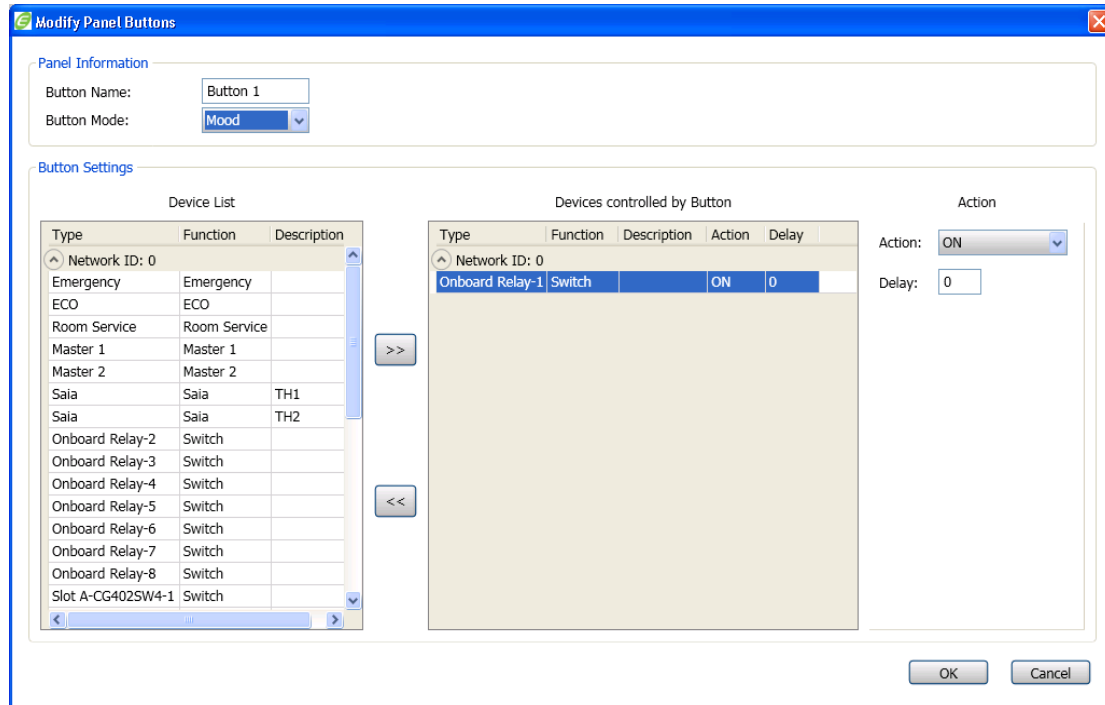 Modify Panel Buttons
Panel Information
Button Name: Button 1
Button Mode: Mood
Button Settings
Device List
Type Function Description
Network ID: 0
Emergency Emergency
ECO ECO
Room Service Room Service
Master 1 Master 1
Master 2 Master 2
Saia Saia TH1
Saia Saia TH2
Onboard Relay-2 Switch
Onboard Relay-3 Switch
Onboard Relay-4 Switch
Onboard Relay-5 Switch
Onboard Relay-6 Switch
Onboard Relay-7 Switch
Onboard Relay-8 Switch
Slot A-CG402SW4-1 Switch
>>
<<
Devices controlled by Button
Type Function Description Action Delay
Network ID: 0
Onboard Relay-1 Switch ON 0
Action
Action: ON
Delay: 0
OK Cancel